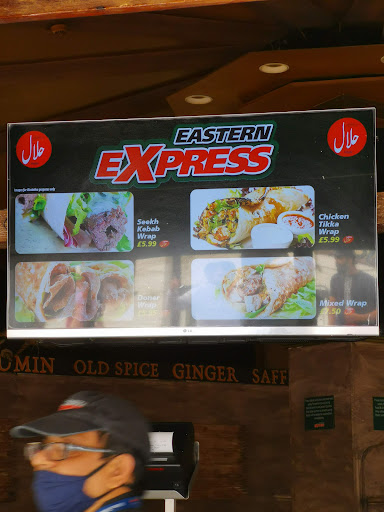 حلال
EASTERN
حلال
EXPRESS
Seekh
Kebab
Wrap
£5.99
Chicken
Tikka
Wrap
£5.99
Doner
Wrap
Mixed Wrap
LG
OLD SPICE GINGER